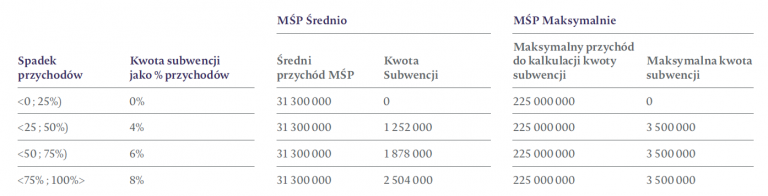 MŚP Średnio MŚP Maksymalnie
Spadek przychodów Kwota subwencji jako % przychodów Średni przychód MŚP Kwota Subwencji Maksymalny przychód do kalkulacji kwoty subwencji Maksymalna kwota subwencji
<0 ; 25%) 0% 31 300 000 0 225 000 000 0
<25 ; 50%) 4% 31 300 000 1 252 000 225 000 000 3 500 000
<50 ; 75%) 6% 31 300 000 1 878 000 225 000 000 3 500 000
<75% ; 100%> 8% 31 300 000 2 504 000 225 000 000 3 500 000